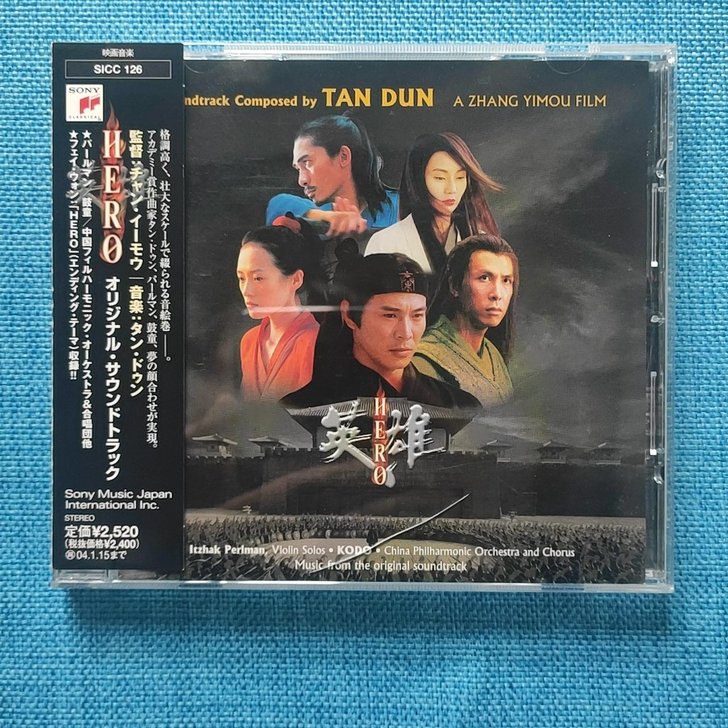 映画音楽
SICC 126
SONY
CLASSICAL
HERO
監督:チャン・イーモウ─音楽:タン・ドゥン
オリジナル・サウンドトラック
格調高く、壮大なスケールで綴られる音絵巻───。
アカデミー賞作曲家タン・ドゥン、パールマン、鼓童、夢の顔合わせが実現。
★パールマン/鼓童/中国フィルハーモニック・オーケストラ&合唱団他
★フェイ・ウォン:「HERO」(エンディング・テーマ)収録!!
Sony Music Japan
International Inc.
STEREO
定価¥2,520
(税抜価¥2,400)
04.1.15まで
ndtrack Composed by TAN DUN A ZHANG YIMOU FILM
英雄
HERO
Itzhak Perlman, Violin Solos • KODO • China Philharmonic Orchestra and Chorus
Music from the original soundtrack